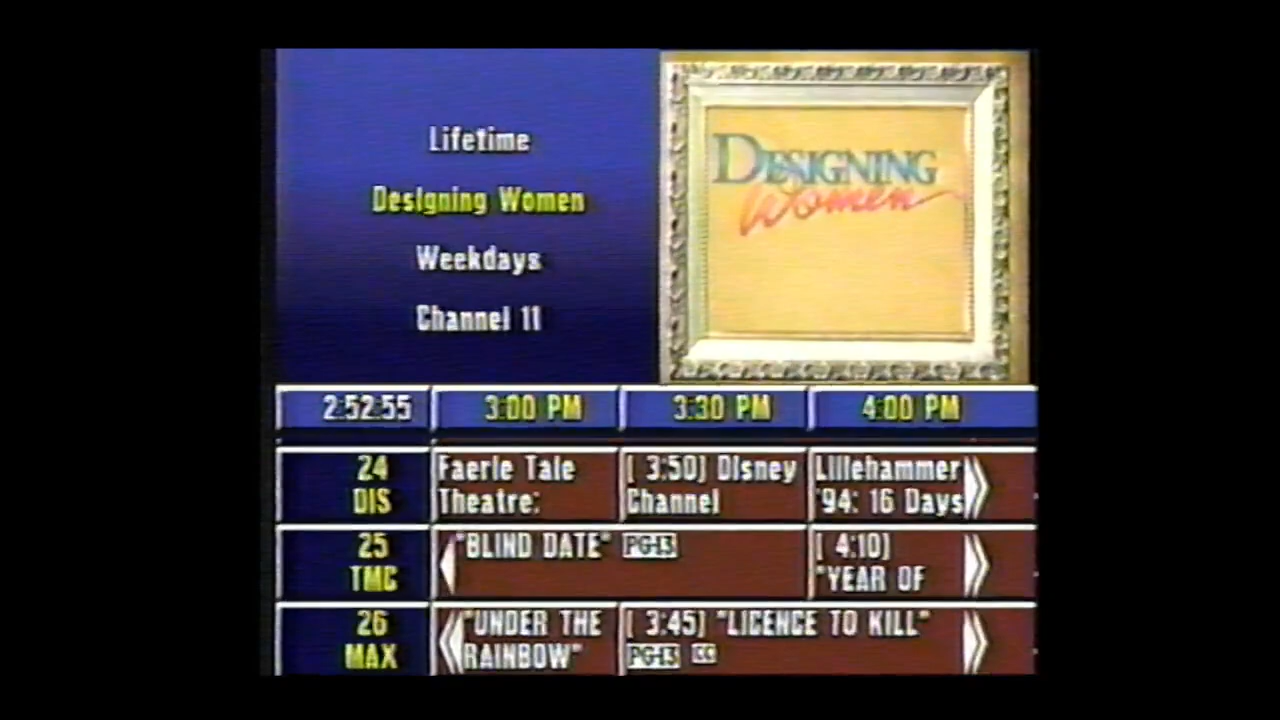 Lifetime
Designing Women
Weekdays
Channel 11
DESIGNING
Women
2:52:55 3:00 PM 3:30 PM 4:00 PM
24 DIS
Faerie Tale
Theatre:
[ 3:50] Disney
Channel
Lillehammer
'94: 16 Days
25 TMC
"BLIND DATE" PG-13
[ 4:10]
"YEAR OF
26 MAX
"UNDER THE
RAINBOW"
[ 3:45] "LICENCE TO KILL"
PG-13 CC